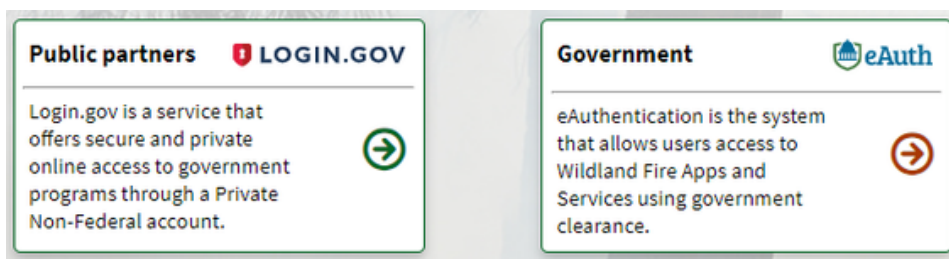 Public partners LOGIN.GOV
Login.gov is a service that
offers secure and private
online access to government
programs through a Private
Non-Federal account.
Government eAuth
eAuthentication is the system
that allows users access to
Wildland Fire Apps and
Services using government
clearance.